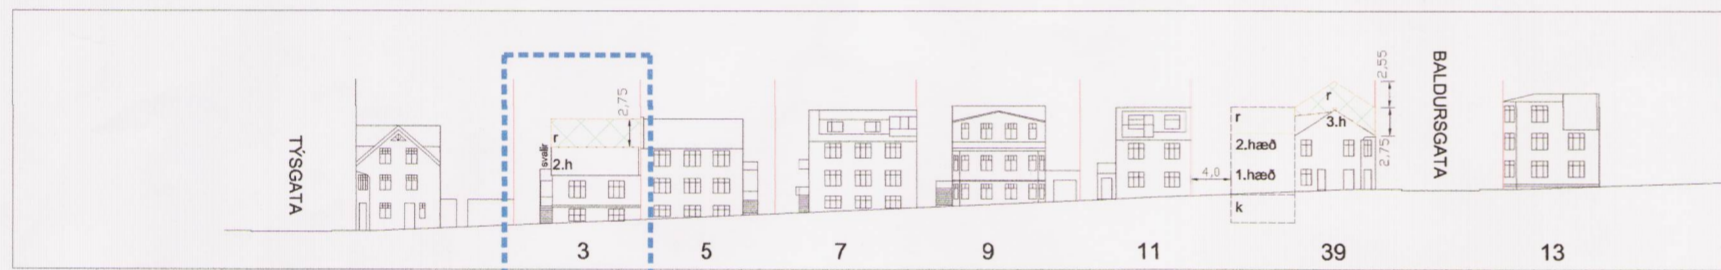 TÝSGATA
svalir
r
2.h
2,75
4,0
r
2.hæð
1.hæð
k
r
3.h
2,55
2,75
BALDURSGATA
3
5
7
9
11
39
13